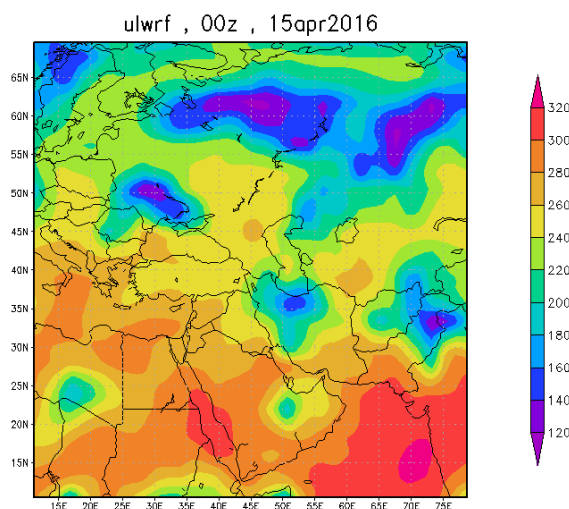 ulwrf , 00z , 15apr2016
65N
60N
55N
50N
45N
40N
35N
30N
25N
20N
15N
15E 20E 25E 30E 35E 40E 45E 50E 55E 60E 65E 70E 75E
320
300
280
260
240
220
200
180
160
140
120